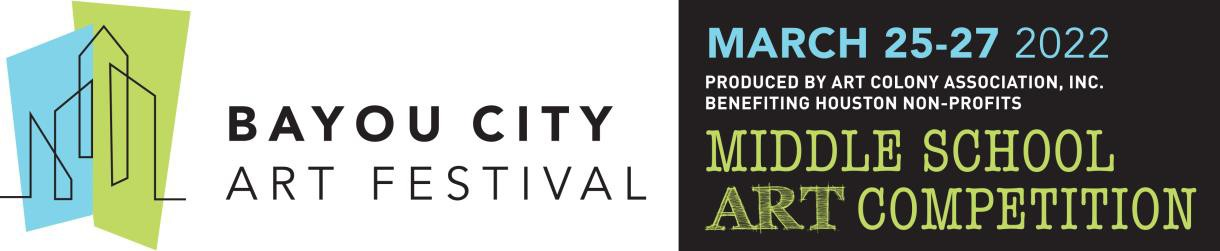 BAYOU CITY
ART FESTIVAL
MARCH 25-27 2022
PRODUCED BY ART COLONY ASSOCIATION, INC.
BENEFITING HOUSTON NON-PROFITS
MIDDLE SCHOOL
ART COMPETITION